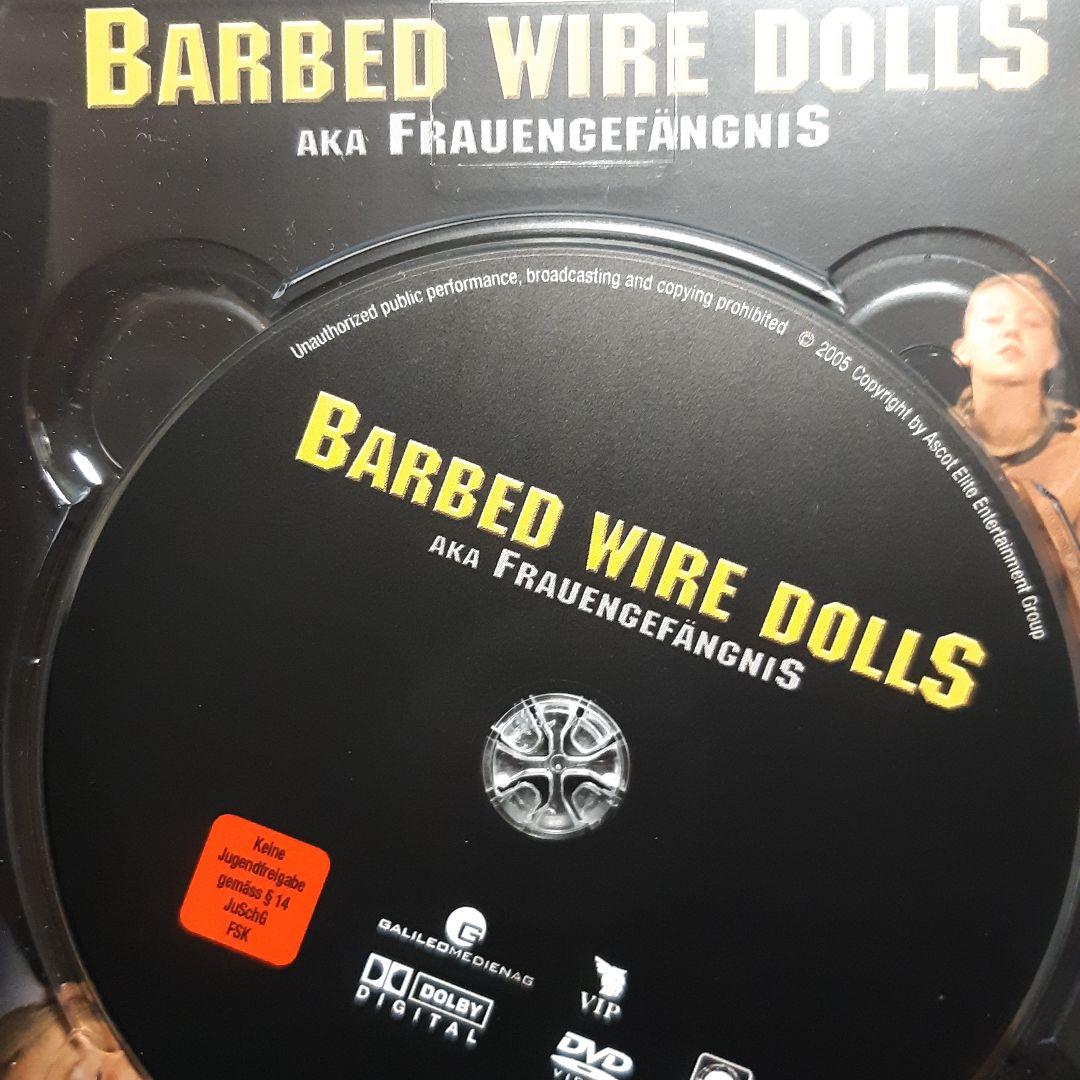 BARBED WIRE DOLLS
AKA FRAUENGEFÄNGNIS
Unauthorized public performance, broadcasting and copying prohibited © 2005 Copyright by Ascot Elite Entertainment Group
BARBED WIRE DOLLS
AKA FRAUENGEFÄNGNIS
Keine
Jugendfreigabe
gemäss § 14
JuSchG
FSK
GALILEOMEDIENAG
DOLBY
DIGITAL
VIP
DVD